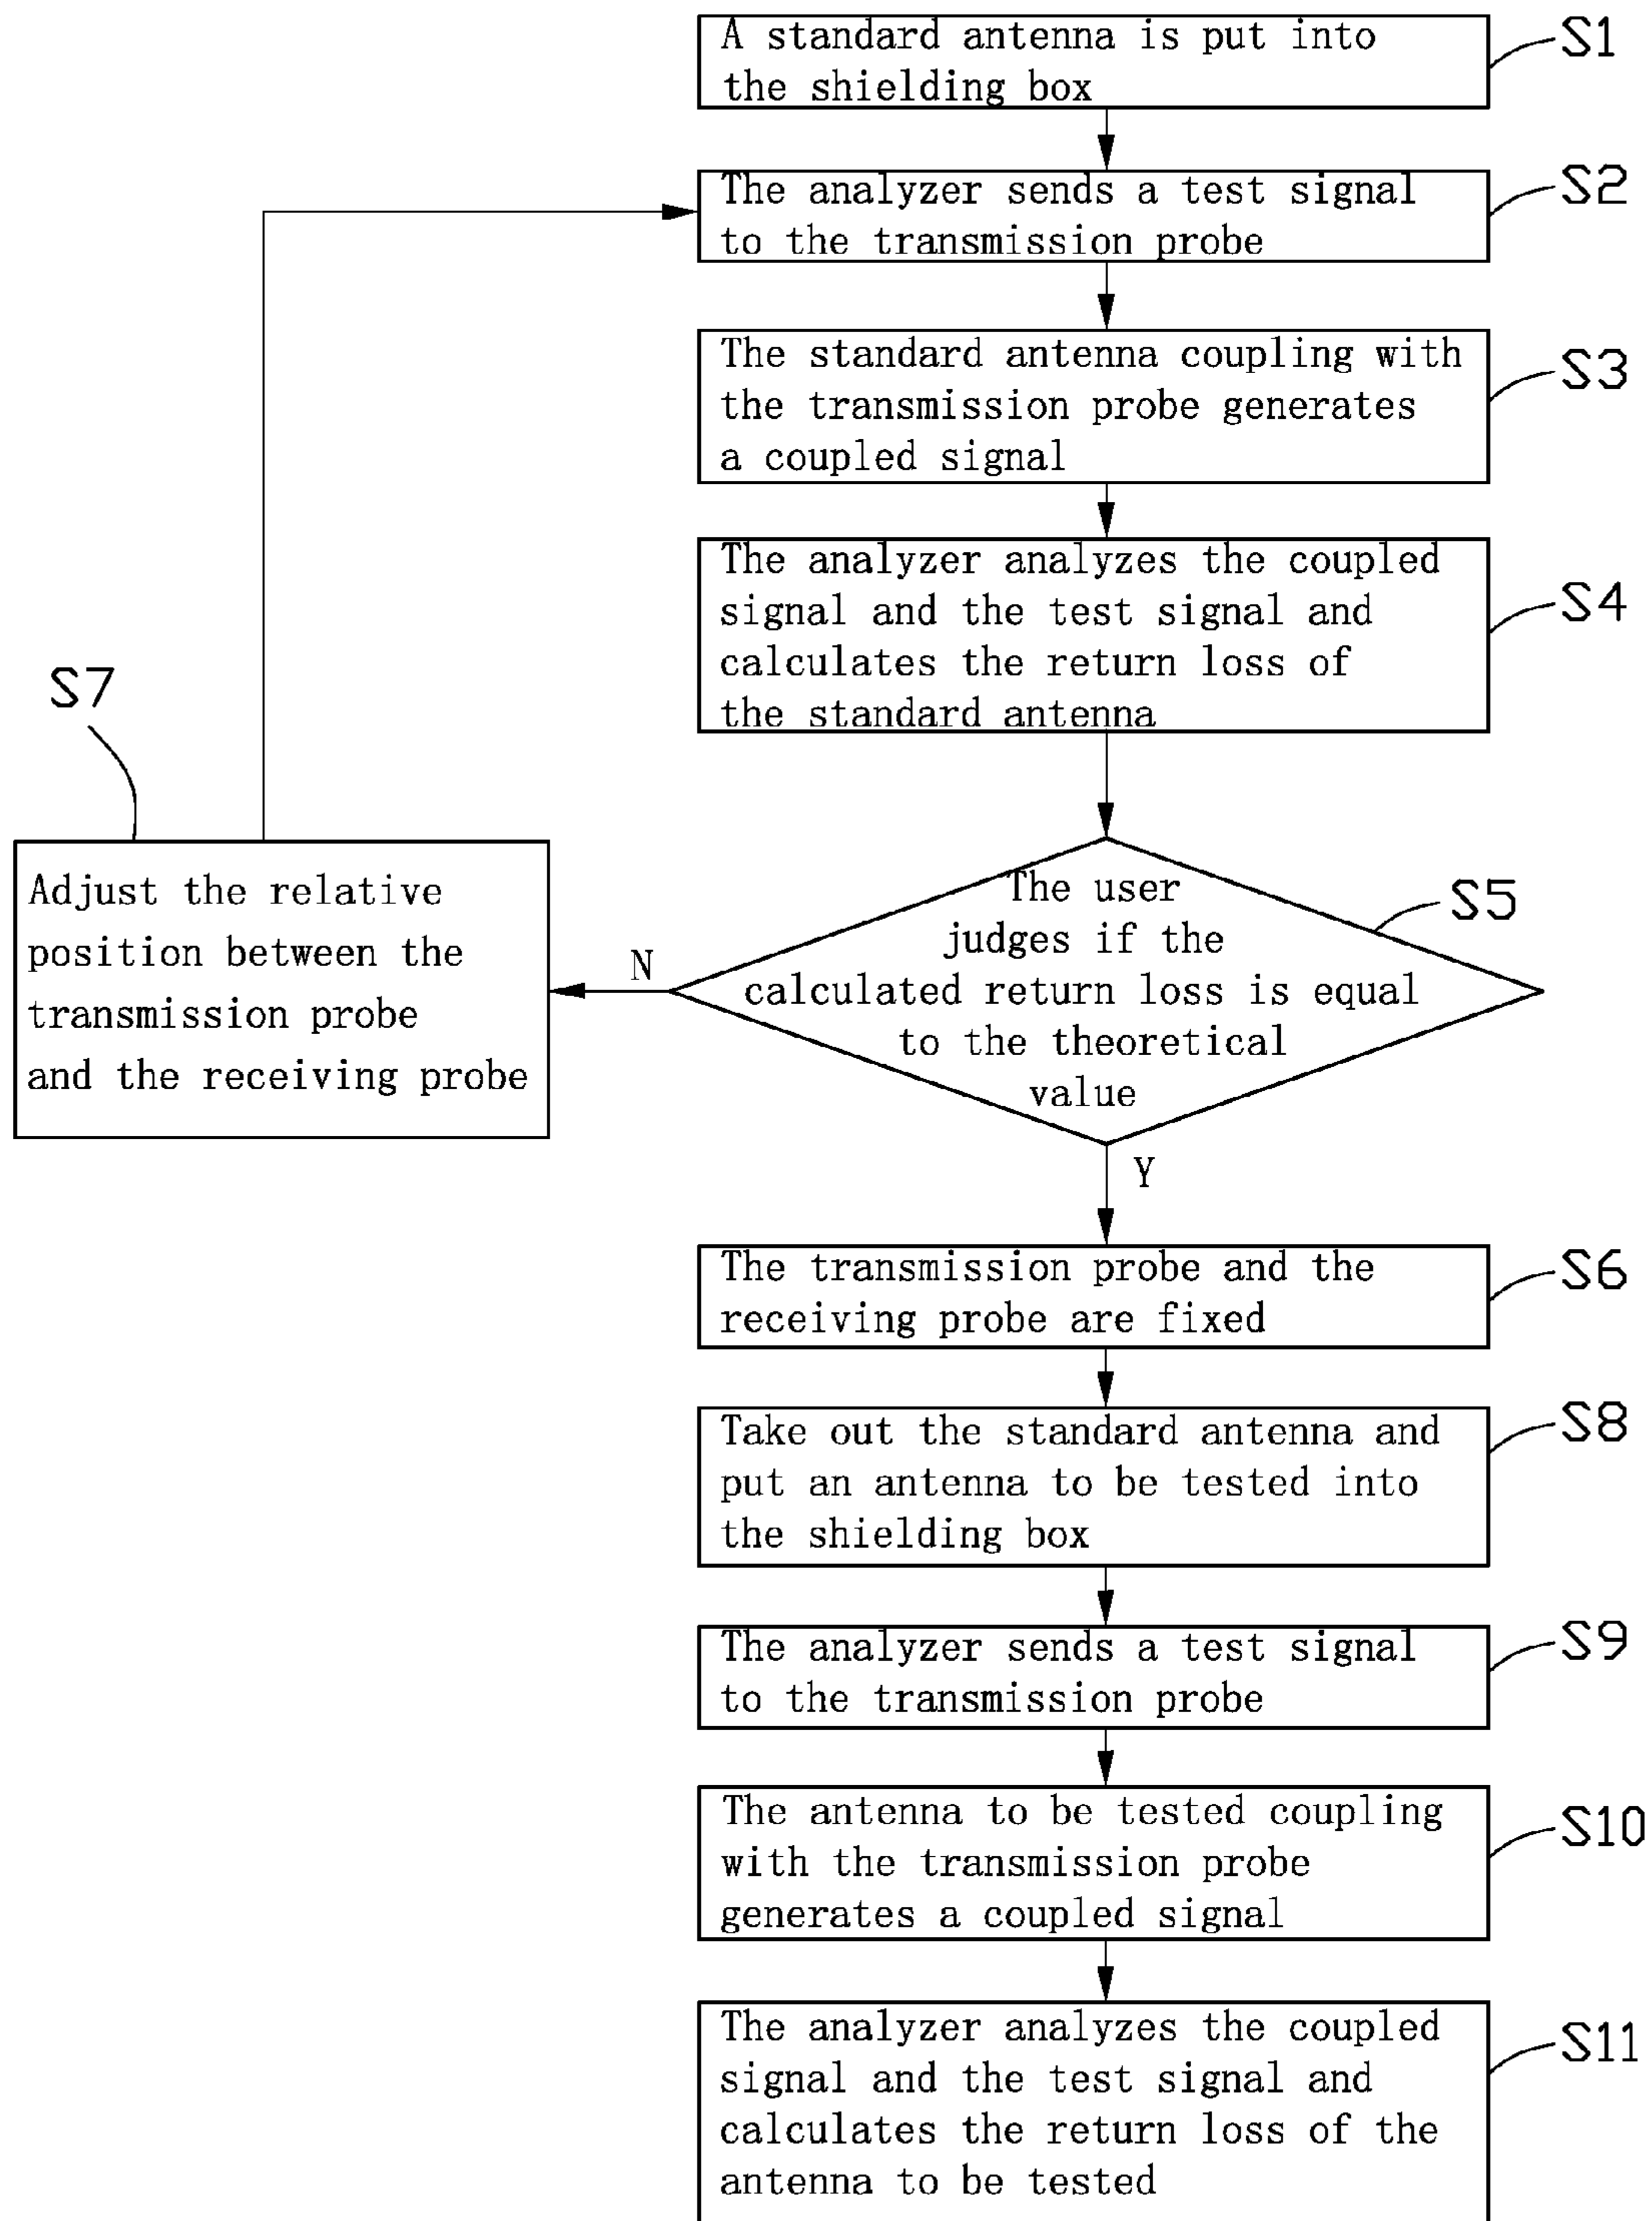 A standard antenna is put into
the shielding box
S1
The analyzer sends a test signal
to the transmission probe
S2
The standard antenna coupling with
the transmission probe generates
a coupled signal
S3
The analyzer analyzes the coupled
signal and the test signal and
calculates the return loss of
the standard antenna
S4
The user
judges if the
calculated return loss is equal
to the theoretical
value
S5
N
S7
Adjust the relative
position between the
transmission probe
and the receiving probe
Y
The transmission probe and the
receiving probe are fixed
S6
Take out the standard antenna and
put an antenna to be tested into
the shielding box
S8
The analyzer sends a test signal
to the transmission probe
S9
The antenna to be tested coupling
with the transmission probe
generates a coupled signal
S10
The analyzer analyzes the coupled
signal and the test signal and
calculates the return loss of the
antenna to be tested
S11